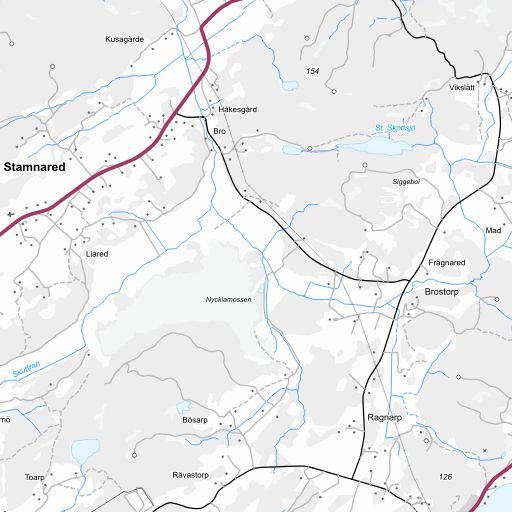 Kusagärde
154
Vikslätt
Håkesgård
Bro
St. Skottsjö
Stamnared
Siggebol
Mad
Liared
Frägnared
Brostorp
Nycklamossen
Skuttran
Ragnarp
Bösarp
Rävastorp
Toarp
126